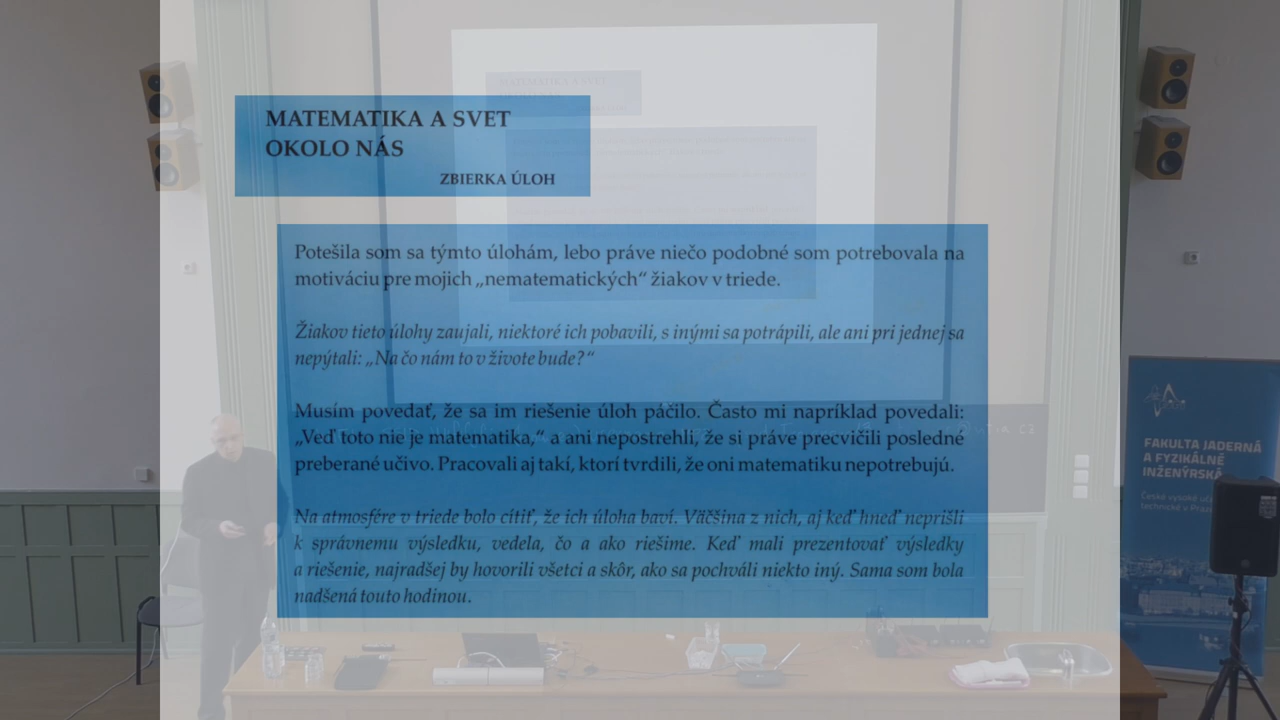 MATEMATIKA A SVET
OKOLO NÁS
ZBIERKA ÚLOH
Potešila som sa týmto úlohám, lebo práve niečo podobné som potrebovala na
motiváciu pre mojich „nematematických“ žiakov v triede.
Žiakov tieto úlohy zaujali, niektoré ich pobavili, s inými sa potrápili, ale ani pri jednej sa
nepýtali: „Na čo nám to v živote bude?“
Musím povedať, že sa im riešenie úloh páčilo. Často mi napríklad povedali:
„Veď toto nie je matematika,“ a ani nepostrehli, že si práve precvičili posledné
preberané učivo. Pracovali aj takí, ktorí tvrdili, že oni matematiku nepotrebujú.
Na atmosfére v triede bolo cítiť, že ich úloha baví. Väčšina z nich, aj keď hneď neprišli
k správnemu výsledku, vedela, čo a ako riešime. Keď mali prezentovať výsledky
a riešenie, najradšej by hovorili všetci a skôr, ako sa pochváli niekto iný. Sama som bola
nadšená touto hodinou.
FAKULTA JADERNÁ
A FYZIKÁLNĚ
INŽENÝRSKÁ
České vysoké
technické v Praze